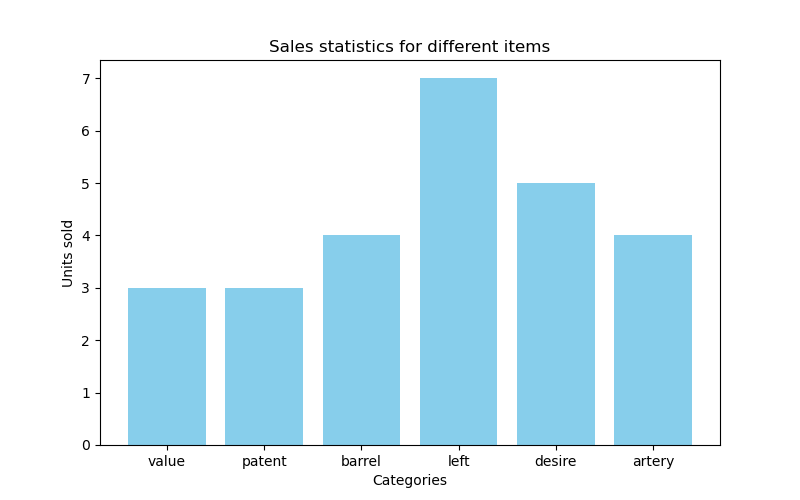 Sales statistics for different items
7
6
5
4
3
2
1
0
Units sold
value patent barrel left desire artery
Categories